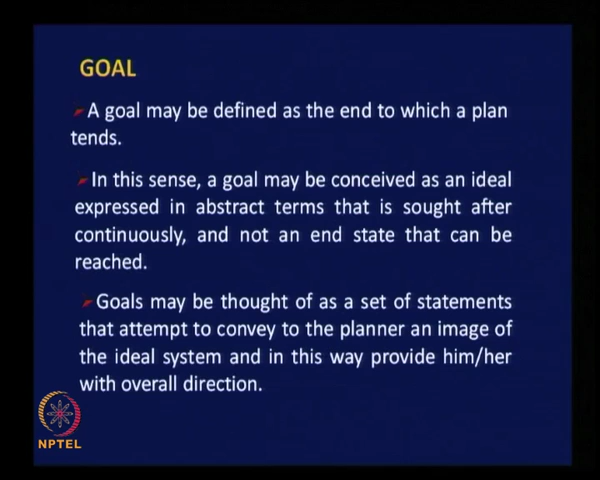 GOAL
A goal may be defined as the end to which a plan
tends.
In this sense, a goal may be conceived as an ideal
expressed in abstract terms that is sought after
continuously, and not an end state that can be
reached.
Goals may be thought of as a set of statements
that attempt to convey to the planner an image of
the ideal system and in this way provide him/her
with overall direction.
NPTEL